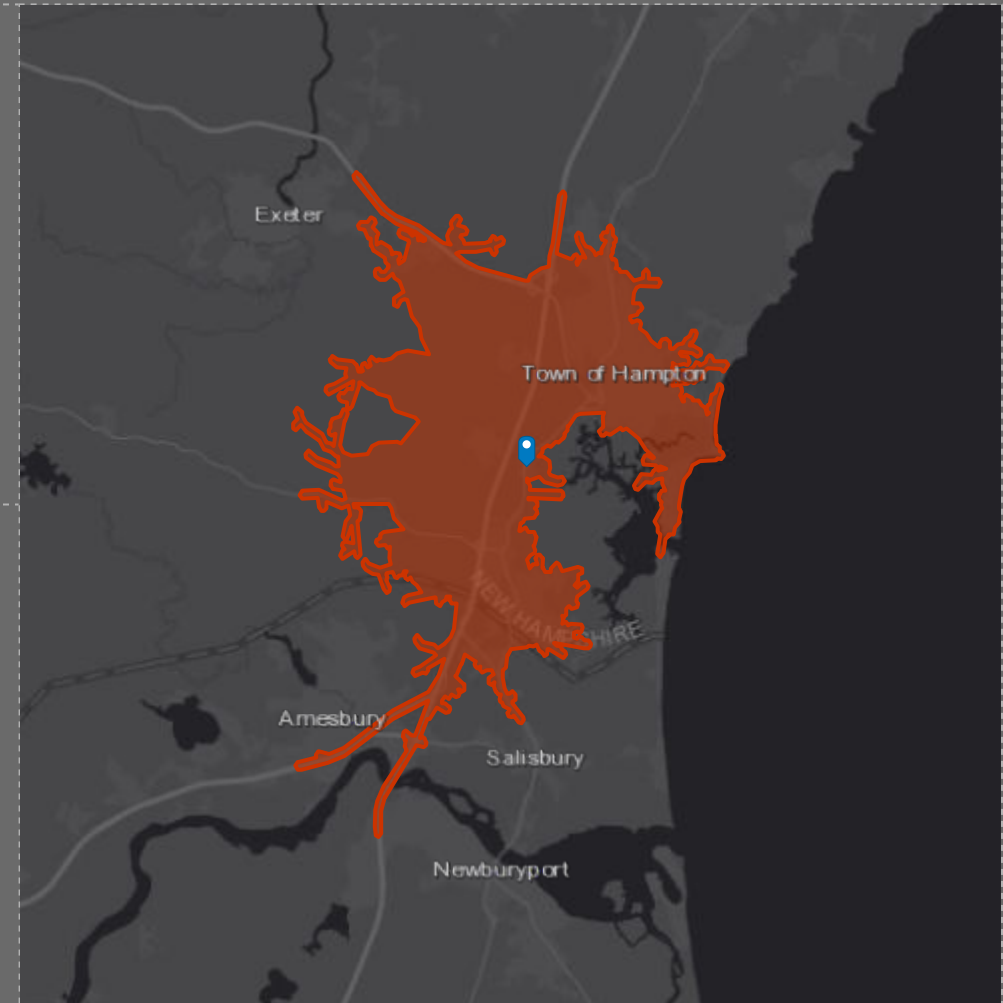 Exeter
Town of Hampton
NEW HAMPSHIRE
Amesbury
Salisbury
Newburyport